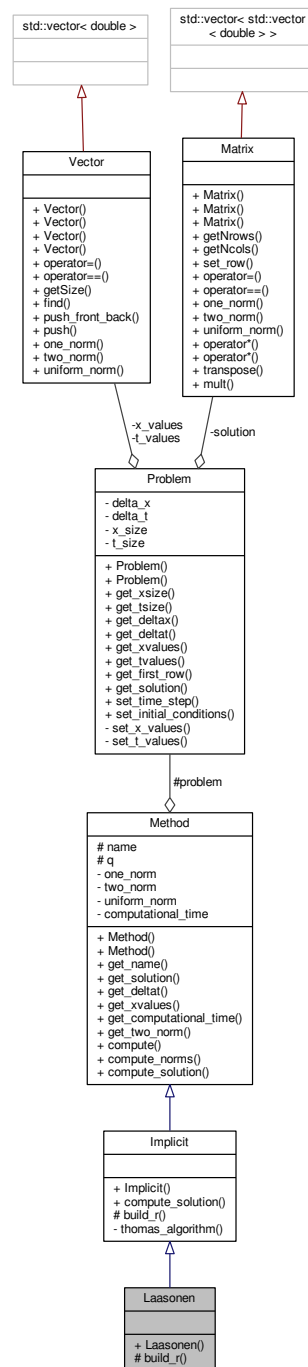 std::vector< double >
std::vector< std::vector
< double > >
Vector
+ Vector()
+ Vector()
+ Vector()
+ Vector()
+ operator=()
+ operator==()
+ getSize()
+ find()
+ push_front_back()
+ push()
+ one_norm()
+ two_norm()
+ uniform_norm()
Matrix
+ Matrix()
+ Matrix()
+ Matrix()
+ getNrows()
+ getNcols()
+ set_row()
+ operator=()
+ operator==()
+ one_norm()
+ two_norm()
+ uniform_norm()
+ operator*()
+ operator*()
+ transpose()
+ mult()
-x_values
-t_values
-solution
Problem
- delta_x
- delta_t
- x_size
- t_size
+ Problem()
+ Problem()
+ get_xsize()
+ get_tsize()
+ get_deltax()
+ get_deltat()
+ get_xvalues()
+ get_tvalues()
+ get_first_row()
+ get_solution()
+ set_time_step()
+ set_initial_conditions()
- set_x_values()
- set_t_values()
#problem
Method
# name
# q
- one_norm
- two_norm
- uniform_norm
- computational_time
+ Method()
+ Method()
+ get_name()
+ get_solution()
+ get_deltat()
+ get_xvalues()
+ get_computational_time()
+ get_two_norm()
+ compute()
+ compute_norms()
+ compute_solution()
Implicit
+ Implicit()
+ compute_solution()
# build_r()
- thomas_algorithm()
Laasonen
+ Laasonen()
# build_r()